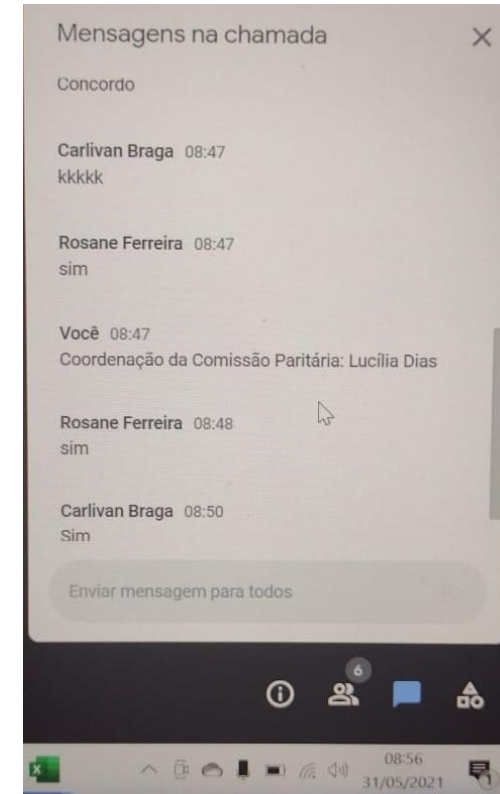 Mensagens na chamada
Concordo
Carlivan Braga 08:47
kkkkk
Rosane Ferreira 08:47
sim
Você 08:47
Coordenação da Comissão Paritária: Lucília Dias
Rosane Ferreira 08:48
sim
Carlivan Braga 08:50
Sim
Enviar mensagem para todos
6
08:56
31/05/2021
1